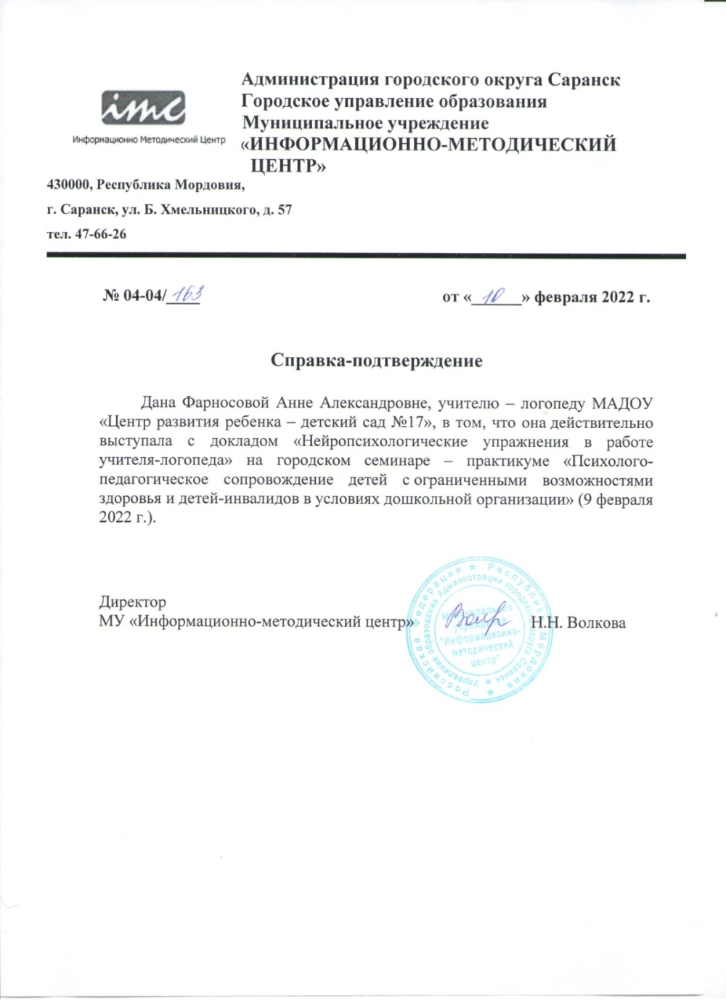 Администрация городского округа Саранск
Городское управление образования
Муниципальное учреждение
«ИНФОРМАЦИОННО-МЕТОДИЧЕСКИЙ
ЦЕНТР»
imc
Информационно Методический Центр
430000, Республика Мордовия,
г. Саранск, ул. Б. Хмельницкого, д. 57
тел. 47-66-26
№ 04-04/ 163
от « 10 » февраля 2022 г.
Справка-подтверждение
Дана Фарносовой Анне Александровне, учителю – логопеду МАДОУ
«Центр развития ребенка – детский сад №17», в том, что она действительно
выступала с докладом «Нейропсихологические упражнения в работе
учителя-логопеда» на городском семинаре – практикуме «Психолого-
педагогическое сопровождение детей с ограниченными возможностями
здоровья и детей-инвалидов в условиях дошкольной организации» (9 февраля
2022 г.).
Директор
МУ «Информационно-методический центр»
Н.Н. Волкова
Российская Федерация * Республика Мордовия *
Управление образования Администрации городского округа Саранск *
Муниципальное
учреждение
"Информационно-
методический
центр"